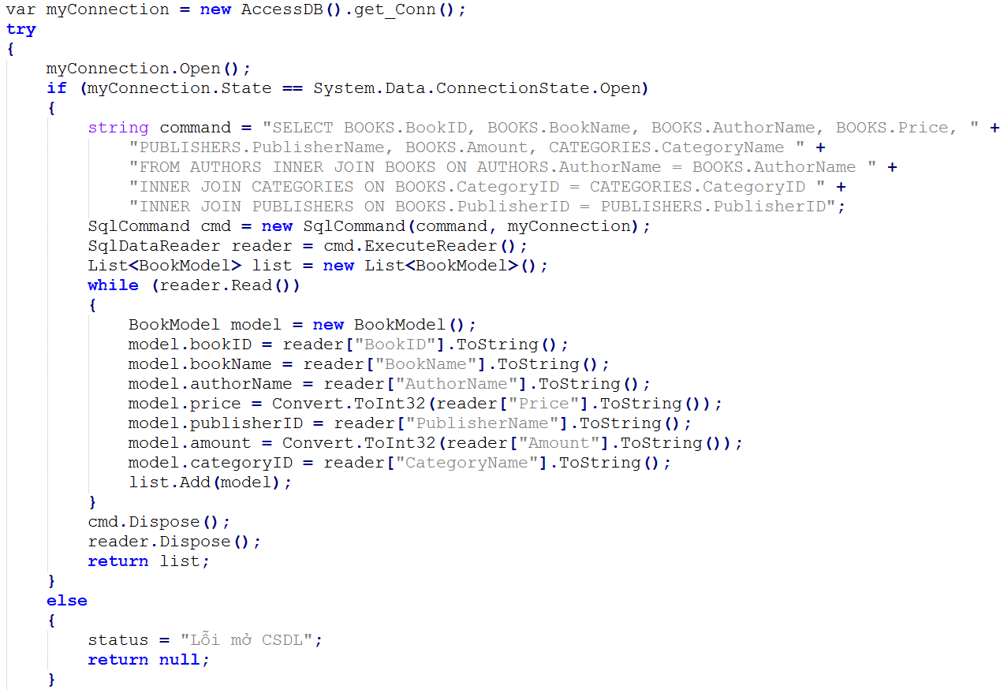 var myConnection = new AccessDB().get_Conn();
try
{
    myConnection.Open();
    if (myConnection.State == System.Data.ConnectionState.Open)
    {
        string command = "SELECT BOOKS.BookID, BOOKS.BookName, BOOKS.AuthorName, BOOKS.Price, " +
            "PUBLISHERS.PublisherName, BOOKS.Amount, CATEGORIES.CategoryName " +
            "FROM AUTHORS INNER JOIN BOOKS ON AUTHORS.AuthorName = BOOKS.AuthorName " +
            "INNER JOIN CATEGORIES ON BOOKS.CategoryID = CATEGORIES.CategoryID " +
            "INNER JOIN PUBLISHERS ON BOOKS.PublisherID = PUBLISHERS.PublisherID";
        SqlCommand cmd = new SqlCommand(command, myConnection);
        SqlDataReader reader = cmd.ExecuteReader();
        List<BookModel> list = new List<BookModel>();
        while (reader.Read())
        {
            BookModel model = new BookModel();
            model.bookID = reader["BookID"].ToString();
            model.bookName = reader["BookName"].ToString();
            model.authorName = reader["AuthorName"].ToString();
            model.price = Convert.ToInt32(reader["Price"].ToString());
            model.publisherID = reader["PublisherName"].ToString();
            model.amount = Convert.ToInt32(reader["Amount"].ToString());
            model.categoryID = reader["CategoryName"].ToString();
            list.Add(model);
        }
        cmd.Dispose();
        reader.Dispose();
        return list;
    }
    else
    {
        status = "Lỗi mở CSDL";
        return null;
    }